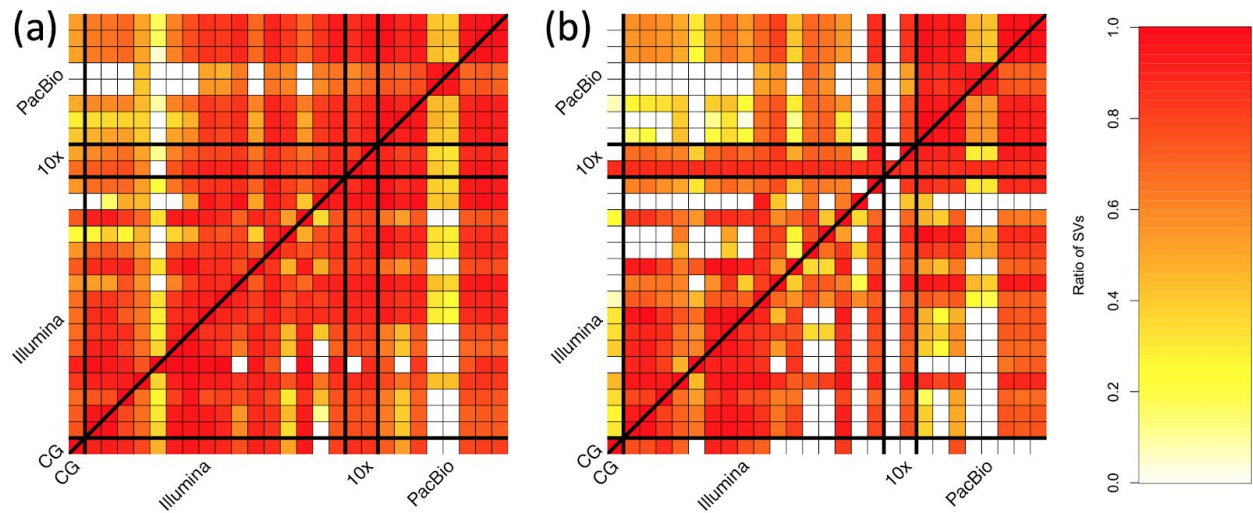 (a)
PacBio
10x
Illumina
CG
CG
Illumina
10x
PacBio
(b)
PacBio
10x
Illumina
CG
CG
Illumina
10x
PacBio
Ratio of SVs
1.0
0.8
0.6
0.4
0.2
0.0